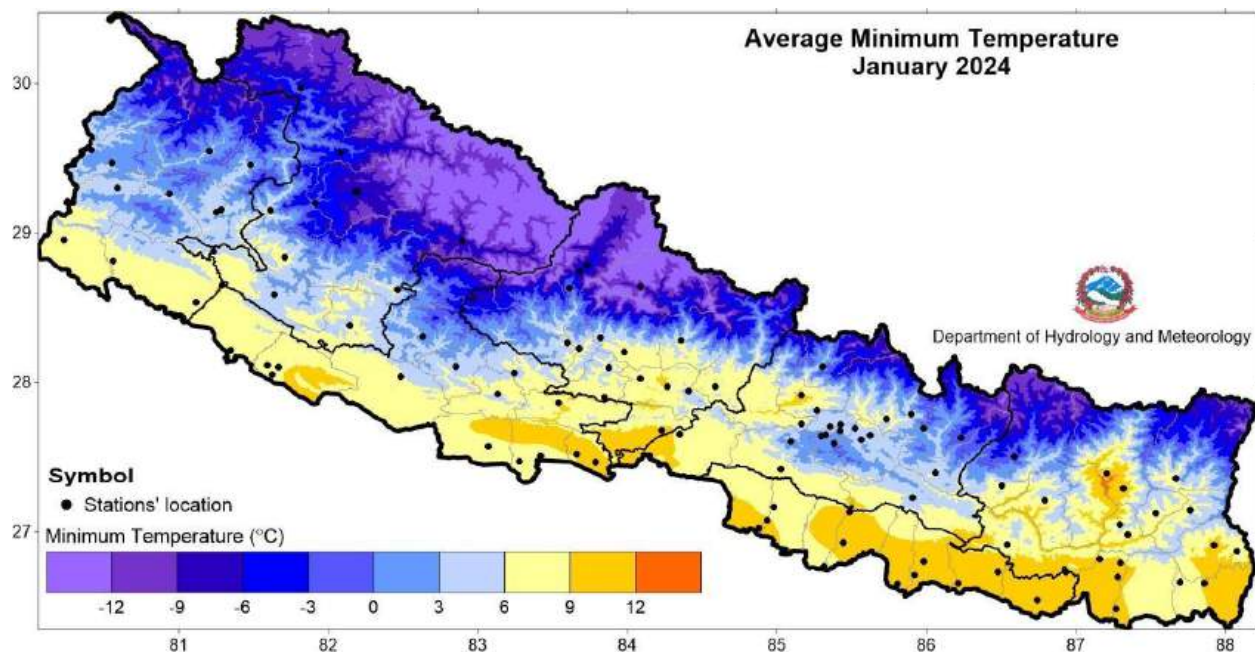 Average Minimum Temperature
January 2024
30
29
28
27
Department of Hydrology and Meteorology
Symbol
Stations' location
Minimum Temperature (°C)
-12 -9 -6 -3 0 3 6 9 12
81 82 83 84 85 86 87 88